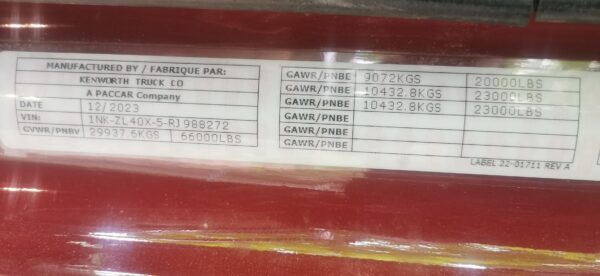 MANUFACTURED BY / FABRIQUE PAR:
KENWORTH TRUCK CO
A PACCAR Company
DATE 12/2023
VIN: 1NK-ZL40X-5-RJ988272
GVWR/PNBV 29937.6KGS 66000LBS
GAWR/PNBE 9072KGS 20000LBS
GAWR/PNBE 10432.8KGS 23000LBS
GAWR/PNBE 10432.8KGS 23000LBS
GAWR/PNBE
GAWR/PNBE
GAWR/PNBE
LABEL 22-01711 REV A